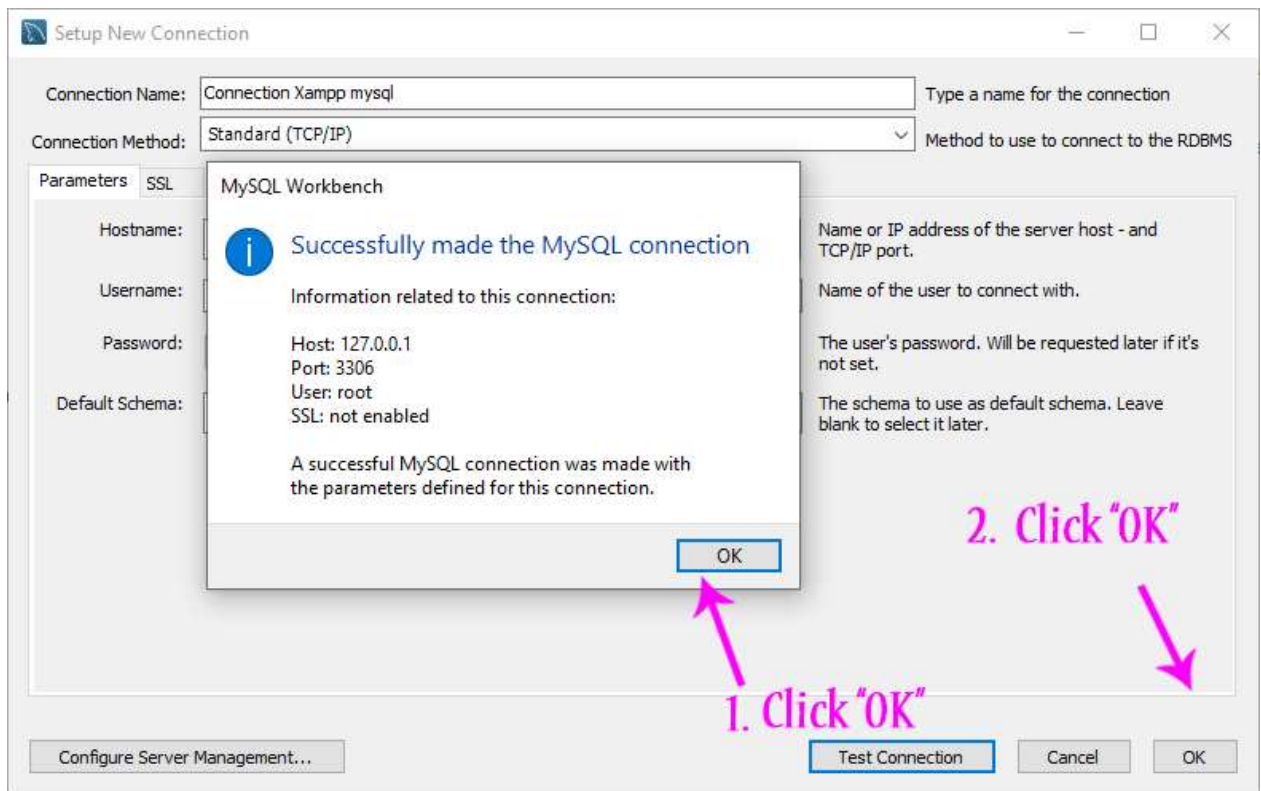 Setup New Connection
Connection Name: Connection Xampp mysql Type a name for the connection
Connection Method: Standard (TCP/IP) Method to use to connect to the RDBMS
Parameters SSL
MySQL Workbench
Successfully made the MySQL connection
Information related to this connection:
Host: 127.0.0.1
Port: 3306
User: root
SSL: not enabled
A successful MySQL connection was made with
the parameters defined for this connection.
OK
Hostname:
Name or IP address of the server host - and
TCP/IP port.
Username:
Name of the user to connect with.
Password:
The user's password. Will be requested later if it's
not set.
Default Schema:
The schema to use as default schema. Leave
blank to select it later.
2. Click "OK"
1. Click "OK"
Configure Server Management... Test Connection Cancel OK